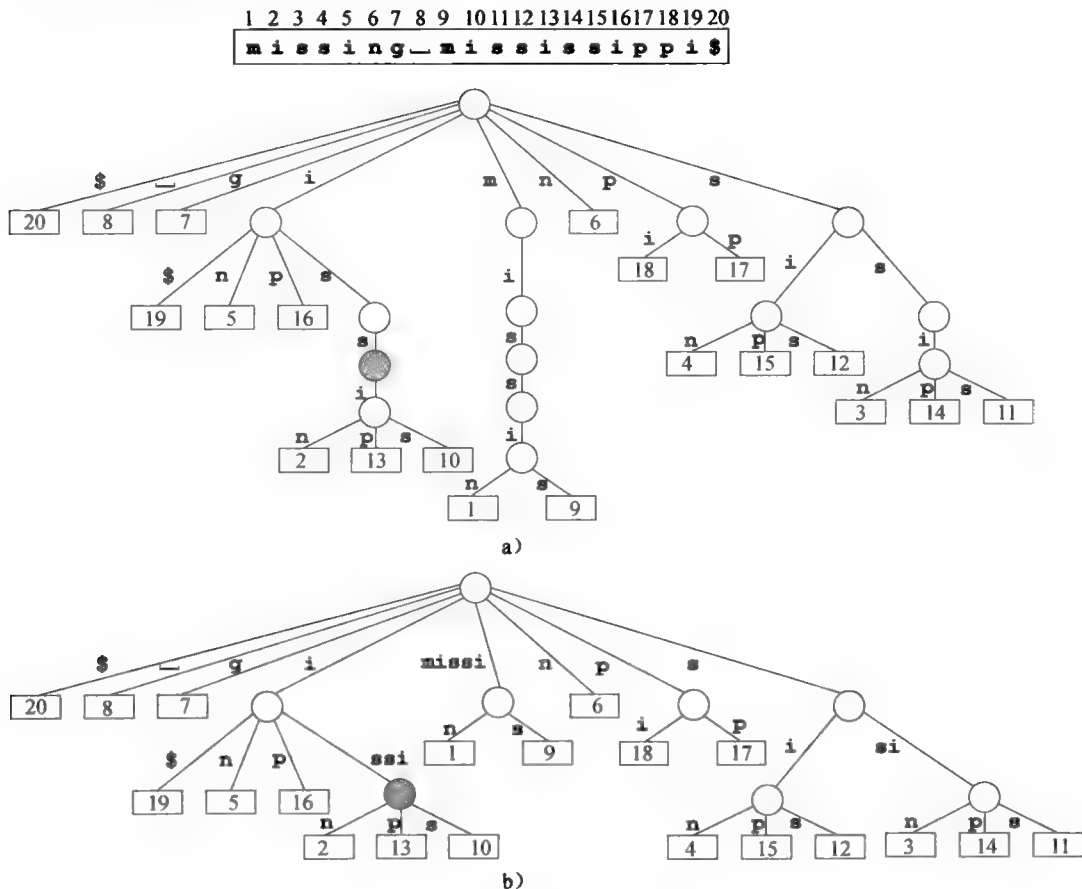 1 2 3 4 5 6 7 8 9 10 11 12 13 14 15 16 17 18 19 20
m i s s i n g _ m i s s i s s i p p i $
$ _ g i m n p s
20 8 7 6
i p
18 17
i s
$ n p s
19 5 16
i
s
n p s
4 15 12
i
s
s
n p s
3 14 11
i
n p s
2 13 10
i
n s
1 9
a)
$ _ g i missi n p s
20 8 7 6
n s
1 9
i p
18 17
i si
$ n p ssi
19 5 16
n p s
2 13 10
n p s
4 15 12
n p s
3 14 11
b)